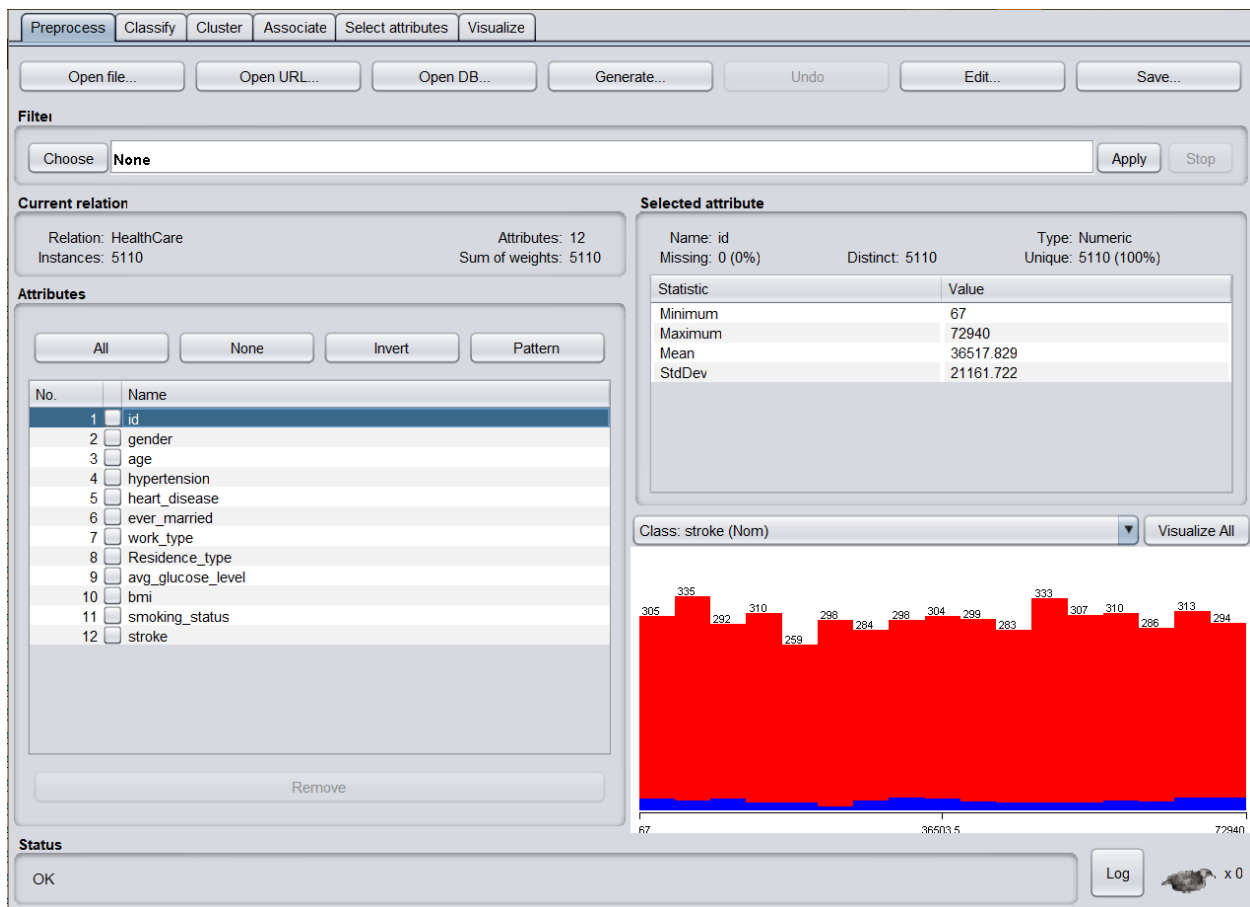 Preprocess Classify Cluster Associate Select attributes Visualize
Open file... Open URL... Open DB... Generate... Undo Edit... Save...
Filter
Choose None Apply Stop
Current relation
Relation: HealthCare Attributes: 12
Instances: 5110 Sum of weights: 5110
Attributes
All None Invert Pattern
No. Name
1 id
2 gender
3 age
4 hypertension
5 heart_disease
6 ever_married
7 work_type
8 Residence_type
9 avg_glucose_level
10 bmi
11 smoking_status
12 stroke
Remove
Selected attribute
Name: id Type: Numeric
Missing: 0 (0%) Distinct: 5110 Unique: 5110 (100%)
Statistic Value
Minimum 67
Maximum 72940
Mean 36517.829
StdDev 21161.722
Class: stroke (Nom) Visualize All
305 335 292 310 259 298 284 298 304 299 283 333 307 310 286 313 294
67 36503.5 72940
Status
OK Log x 0